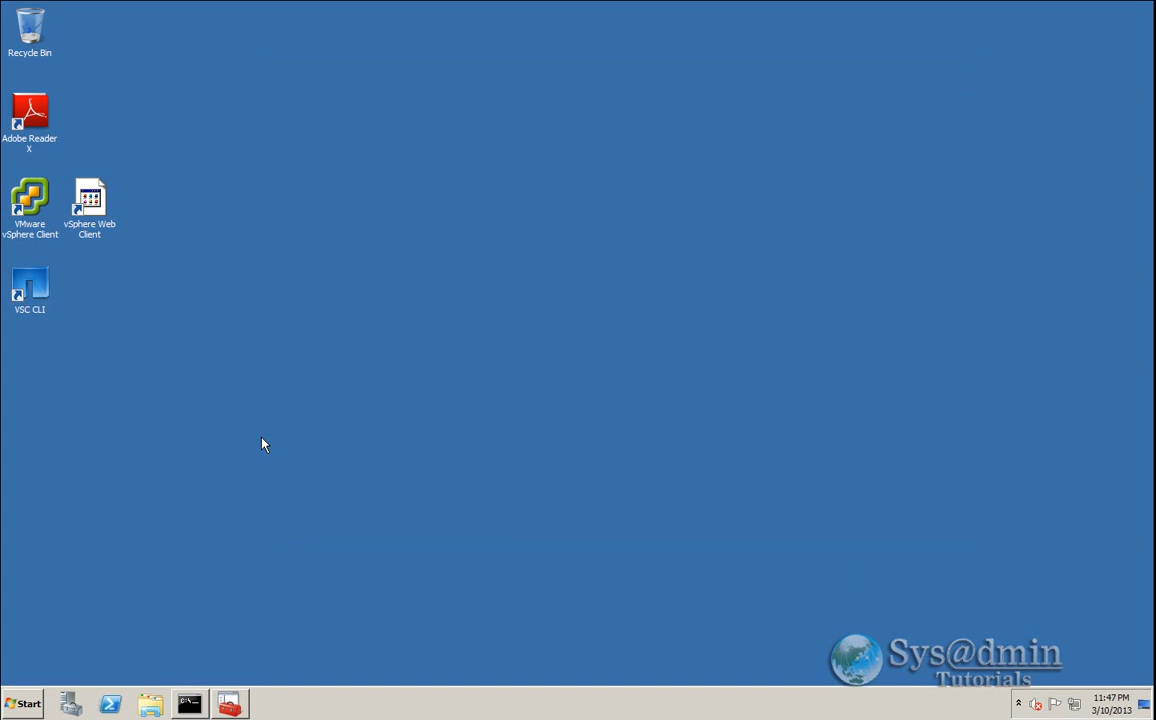 Recycle Bin
Adobe Reader
X
VMware
vSphere Client
vSphere Web
Client
VSC CLI
Sys@dmin
Tutorials
Start
C:\
11:47 PM
3/10/2013